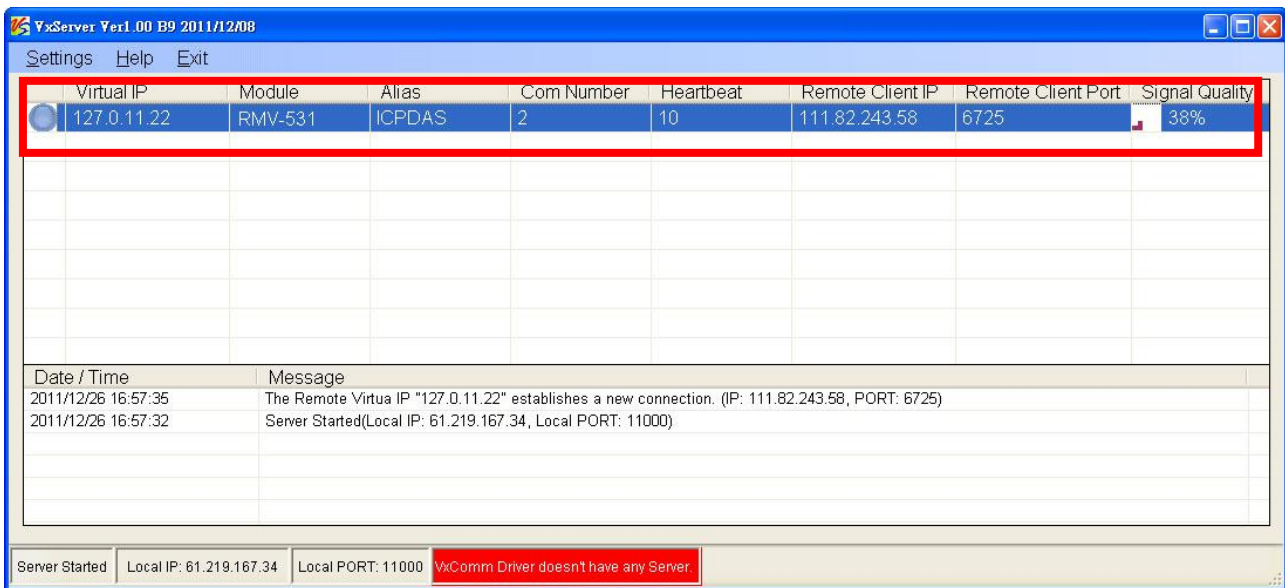 VxServer Ver1.00 B9 2011/12/08
Settings Help Exit
Virtual IP Module Alias Com Number Heartbeat Remote Client IP Remote Client Port Signal Quality
127.0.11.22 RMV-531 ICPDAS 2 10 111.82.243.58 6725 38%
Date / Time Message
2011/12/26 16:57:35 The Remote Virtua IP "127.0.11.22" establishes a new connection. (IP: 111.82.243.58, PORT: 6725)
2011/12/26 16:57:32 Server Started(Local IP: 61.219.167.34, Local PORT: 11000)
Server Started Local IP: 61.219.167.34 Local PORT: 11000 VxComm Driver doesn't have any Server.